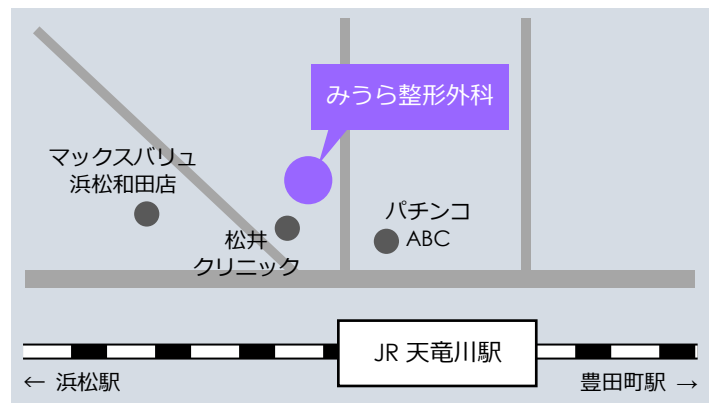 みうら整形外科
マックスバリュ
浜松和田店
パチンコ
ABC
松井
クリニック
JR 天竜川駅
← 浜松駅
豊田町駅 →